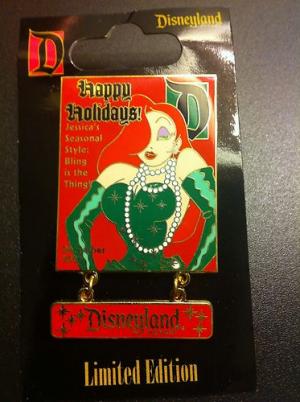 Disneyland
D
Happy
Holidays!
D
Jessica's
Seasonal
Style:
Bling
is the
Thing!
Disneyland
Limited Edition